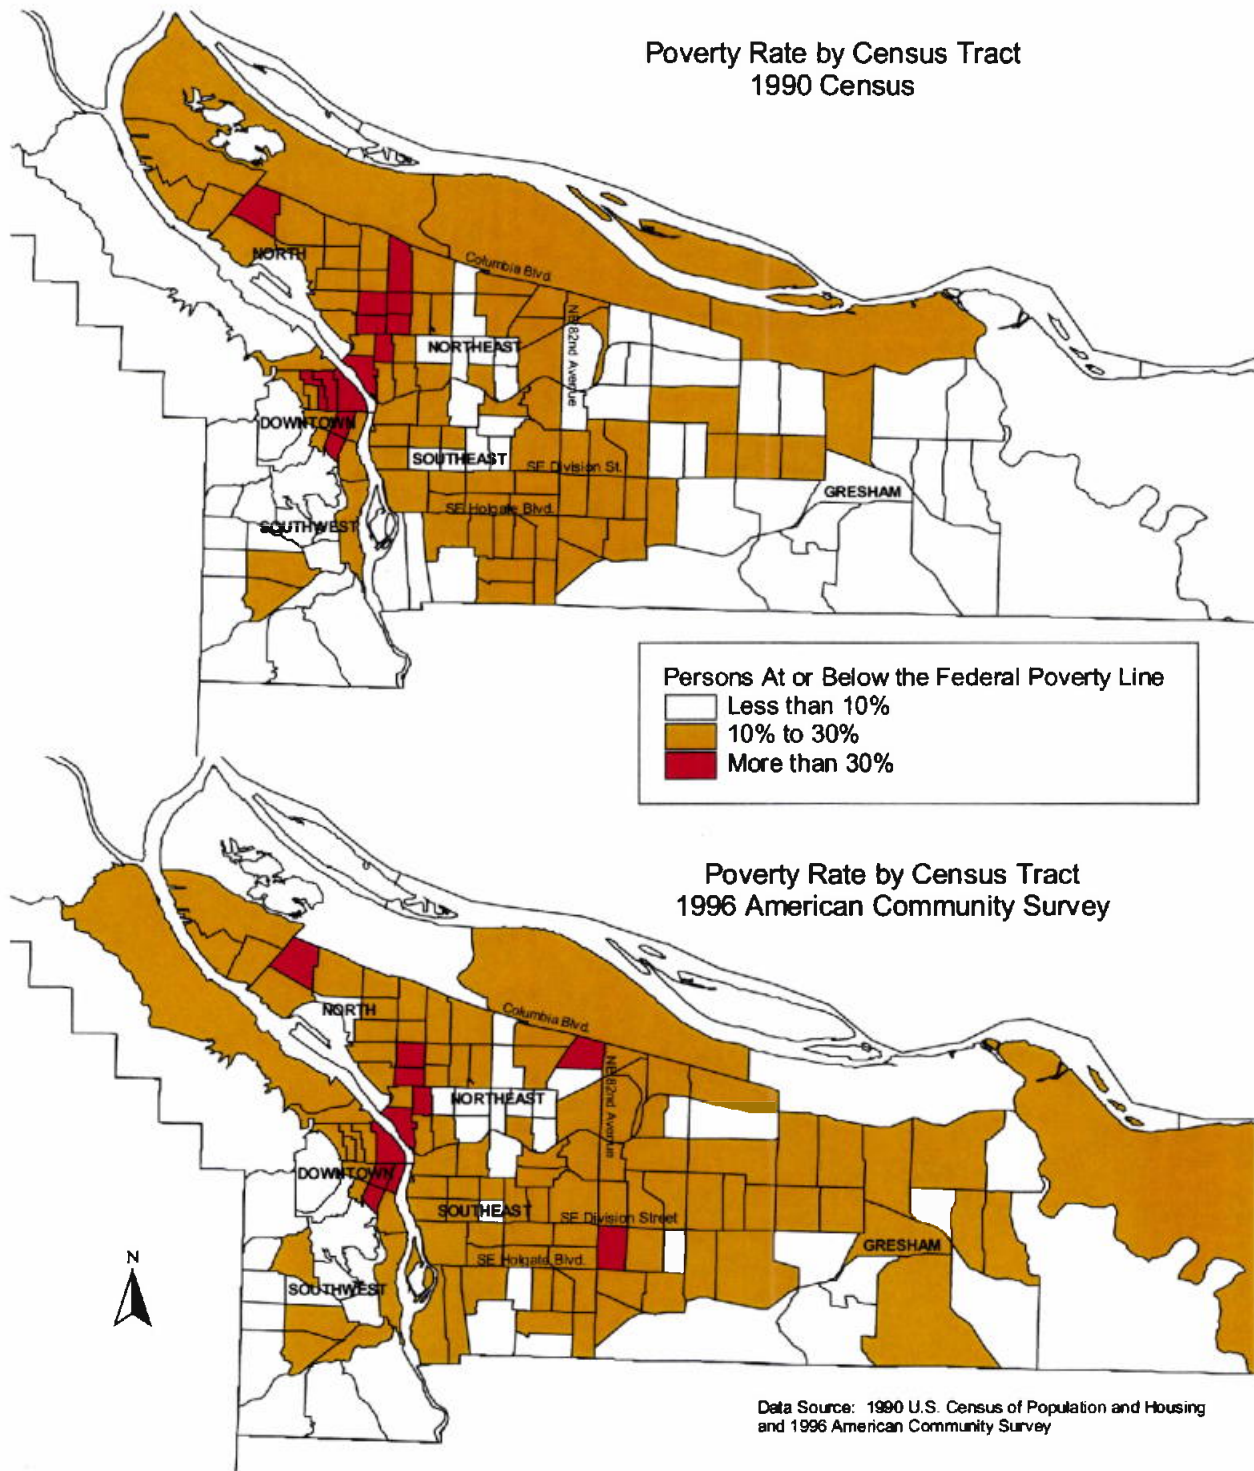 Poverty Rate by Census Tract
1990 Census
NORTH
Columbia Blvd.
NE 82nd Avenue
NORTHEAST
DOWNTOWN
SOUTHEAST
SE Division St.
GRESHAM
SE Holgate Blvd.
SOUTHWEST
Persons At or Below the Federal Poverty Line
Less than 10%
10% to 30%
More than 30%
Poverty Rate by Census Tract
1996 American Community Survey
NORTH
Columbia Blvd.
NE 82nd Avenue
NORTHEAST
DOWNTOWN
SOUTHEAST
SE Division Street
GRESHAM
SE Holgate Blvd.
N
SOUTHWEST
Data Source: 1990 U.S. Census of Population and Housing
and 1996 American Community Survey